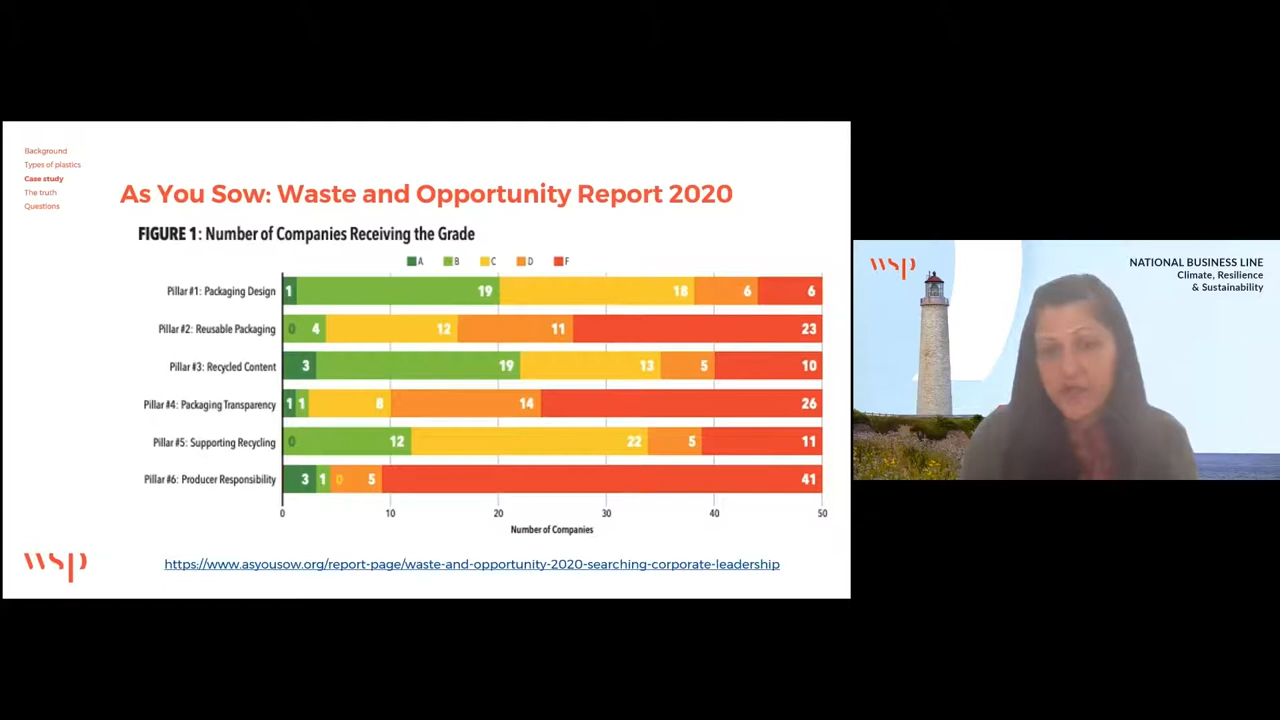 Background
Types of plastics
Case study
The truth
Questions
As You Sow: Waste and Opportunity Report 2020
FIGURE 1: Number of Companies Receiving the Grade
A B C D F
Pillar #1: Packaging Design 1 19 18 6 6
Pillar #2: Reusable Packaging 0 4 12 11 23
Pillar #3: Recycled Content 3 19 13 5 10
Pillar #4: Packaging Transparency 1 1 8 14 26
Pillar #5: Supporting Recycling 0 12 22 5 11
Pillar #6: Producer Responsibility 3 1 0 5 41
0 10 20 30 40 50
Number of Companies
wsp
https://www.asyousow.org/report-page/waste-and-opportunity-2020-searching-corporate-leadership
wsp
NATIONAL BUSINESS LINE
Climate, Resilience
& Sustainability